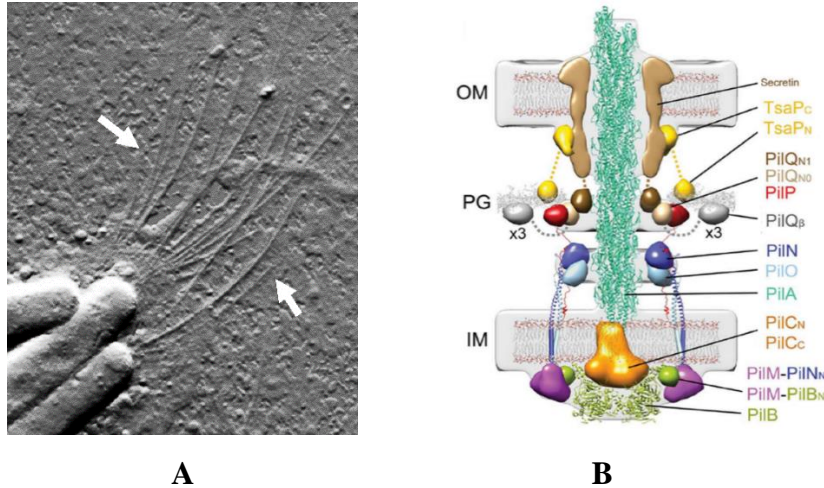 OM
Secretin
TsaPC
TsaPN
PilQN1
PilQN0
PilP
PG
PilQβ
x3
x3
PilN
PilO
PilA
IM
PilCN
PilCC
PilM-PilNN
PilM-PilBN
PilB
A
B